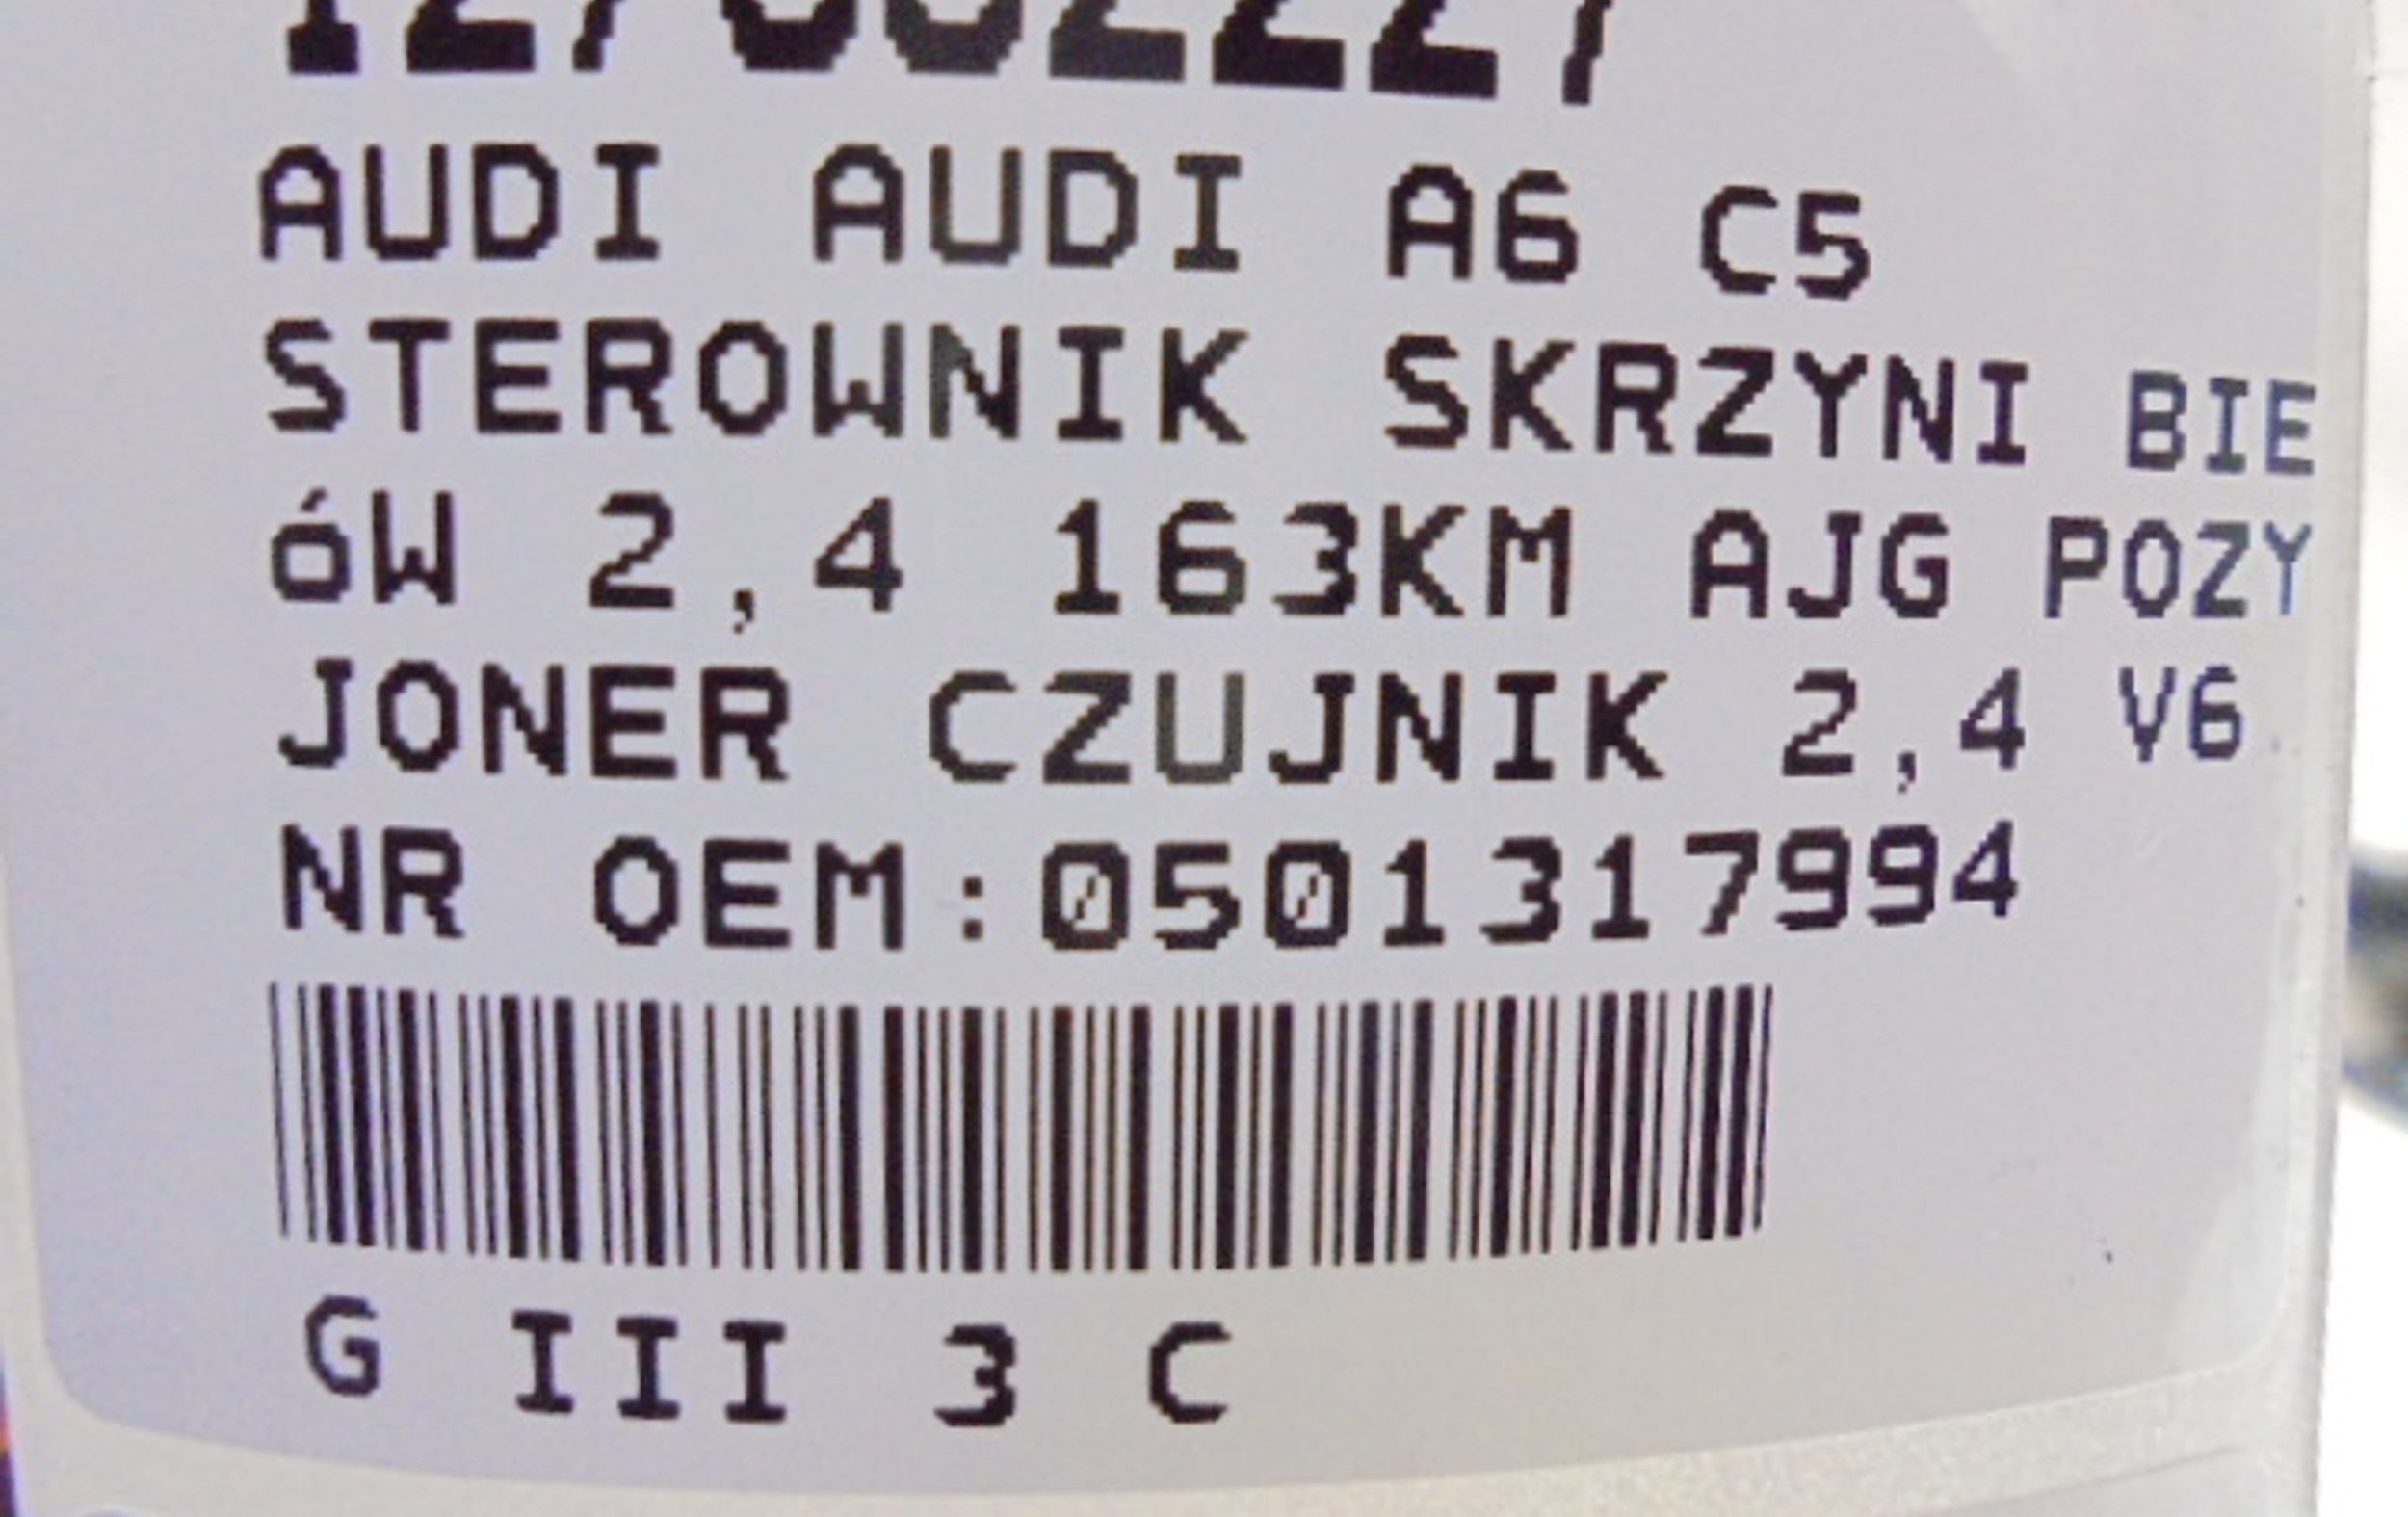 AUDI AUDI A6 C5
STEROWNIK SKRZYNI BIE
óW 2,4 163KM AJG POZY
JONER CZUJNIK 2,4 V6
NR OEM:0501317994
G III 3 C